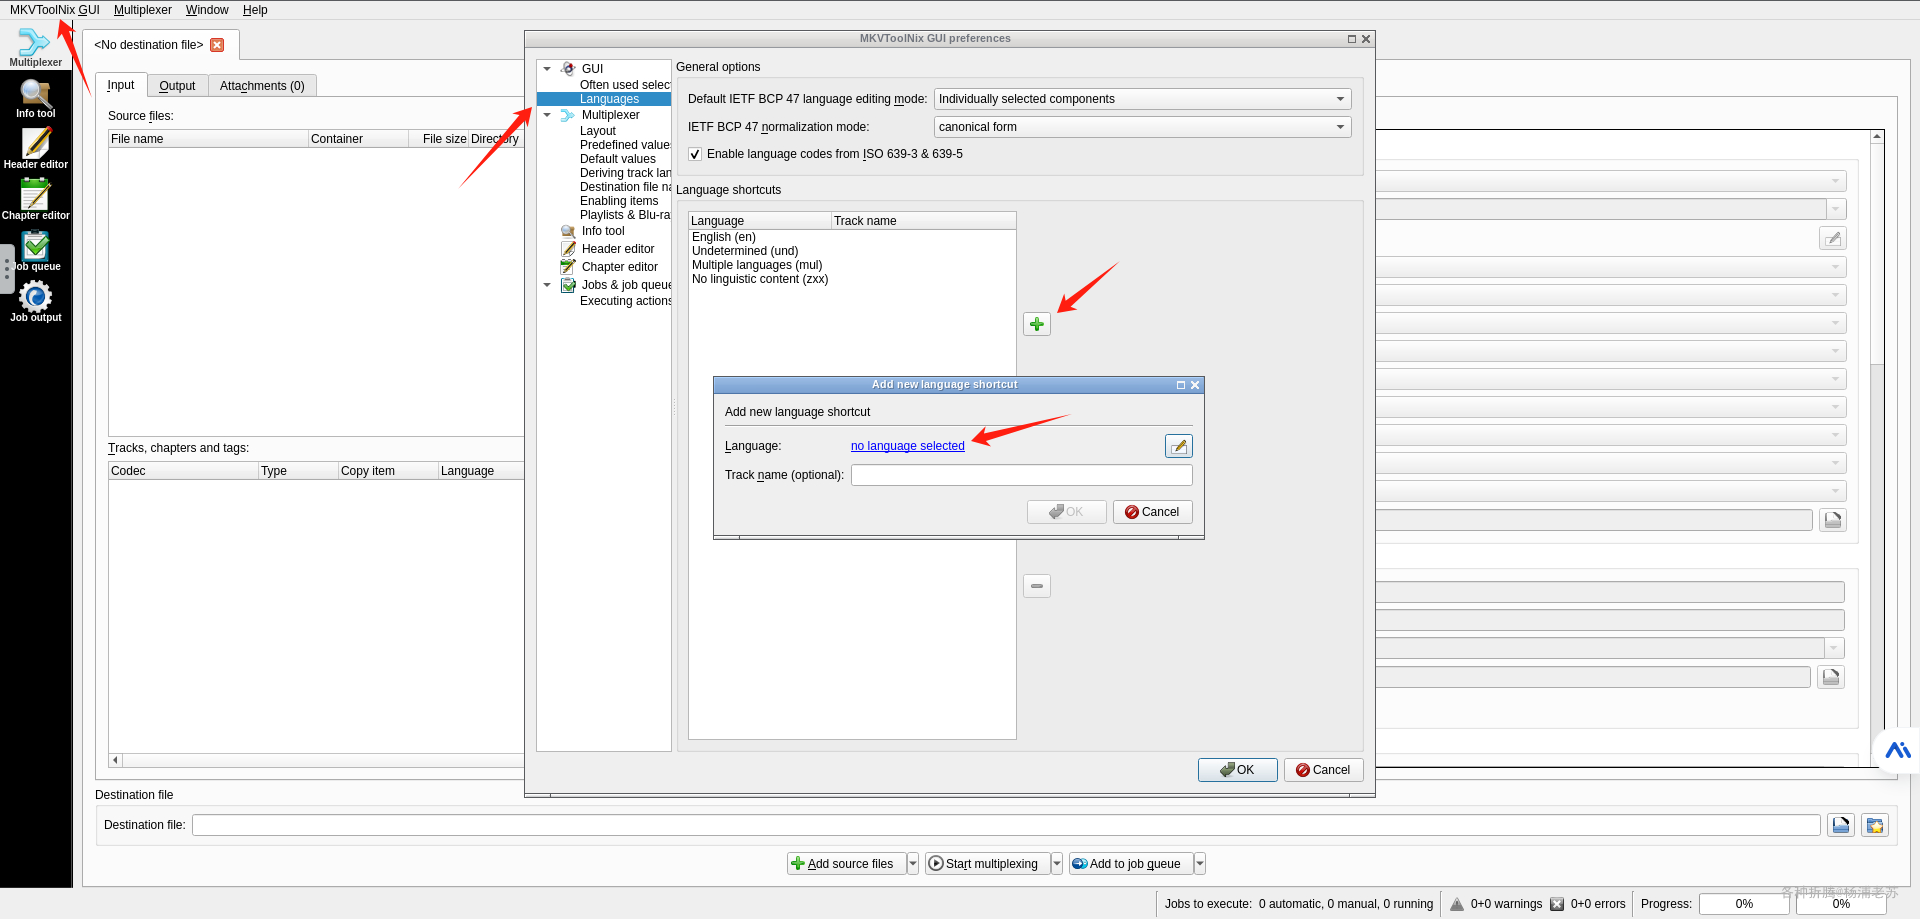 MKVToolNix GUI Multiplexer Window Help
Multiplexer
Info tool
Header editor
Chapter editor
Job queue
Job output
<No destination file>
Input Output Attachments (0)
Source files:
File name Container File size Directory
Tracks, chapters and tags:
Codec Type Copy item Language
MKVToolNix GUI preferences
GUI
Often used select
Languages
Multiplexer
Layout
Predefined values
Default values
Deriving track lan
Destination file na
Enabling items
Playlists & Blu-ra
Info tool
Header editor
Chapter editor
Jobs & job queue
Executing actions
General options
Default IETF BCP 47 language editing mode: Individually selected components
IETF BCP 47 normalization mode: canonical form
Enable language codes from ISO 639-3 & 639-5
Language shortcuts
Language Track name
English (en)
Undetermined (und)
Multiple languages (mul)
No linguistic content (zxx)
Add new language shortcut
Add new language shortcut
Language: no language selected
Track name (optional):
OK Cancel
OK Cancel
Destination file
Destination file:
Add source files Start multiplexing Add to job queue
Jobs to execute: 0 automatic, 0 manual, 0 running 0+0 warnings 0+0 errors Progress: 0% 0%
各种折腾@杨浦老苏